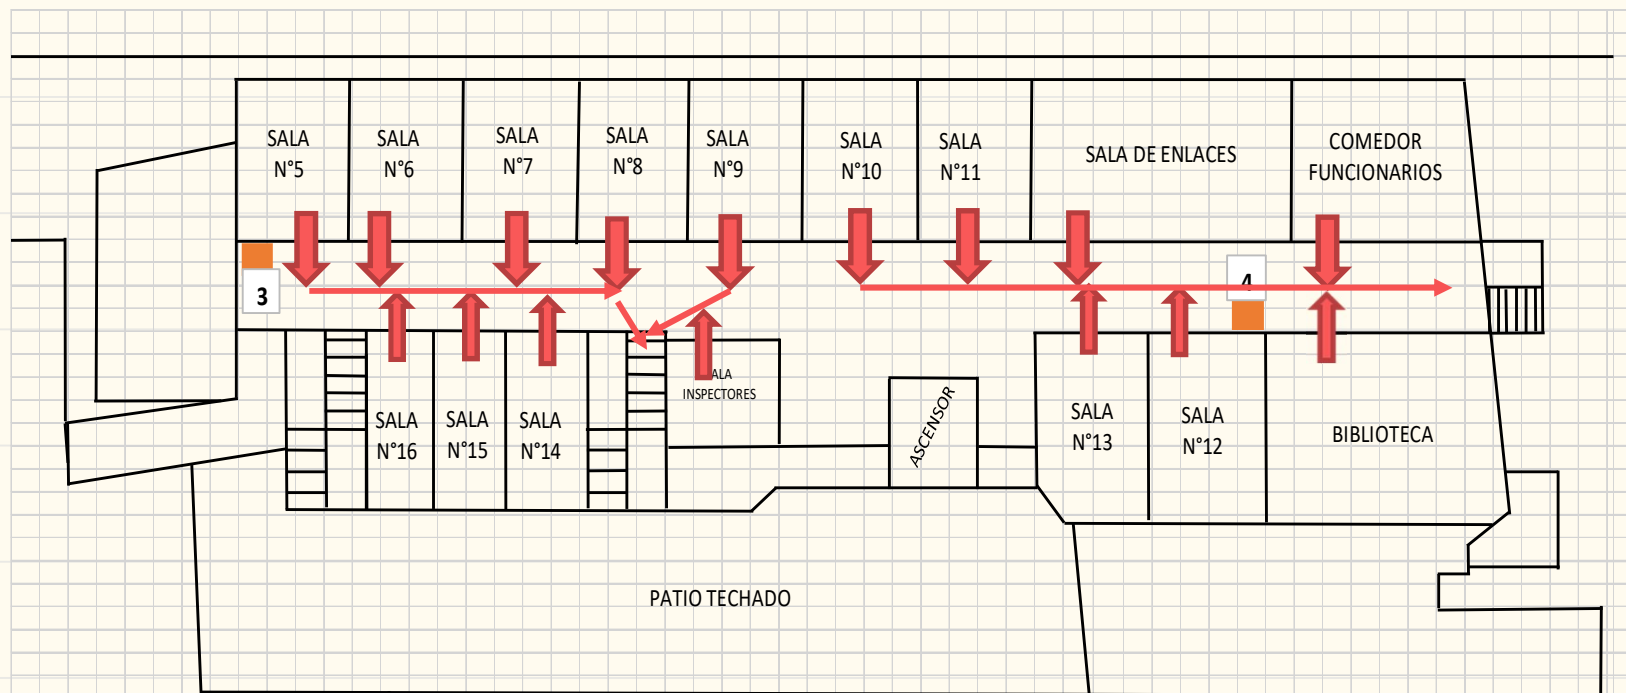 SALA
N°5
SALA
N°6
SALA
N°7
SALA
N°8
SALA
N°9
SALA
N°10
SALA
N°11
SALA DE ENLACES
COMEDOR
FUNCIONARIOS
3
4
SALA
N°16
SALA
N°15
SALA
N°14
ALA
INSPECTORES
ASCENSOR
SALA
N°13
SALA
N°12
BIBLIOTECA
PATIO TECHADO